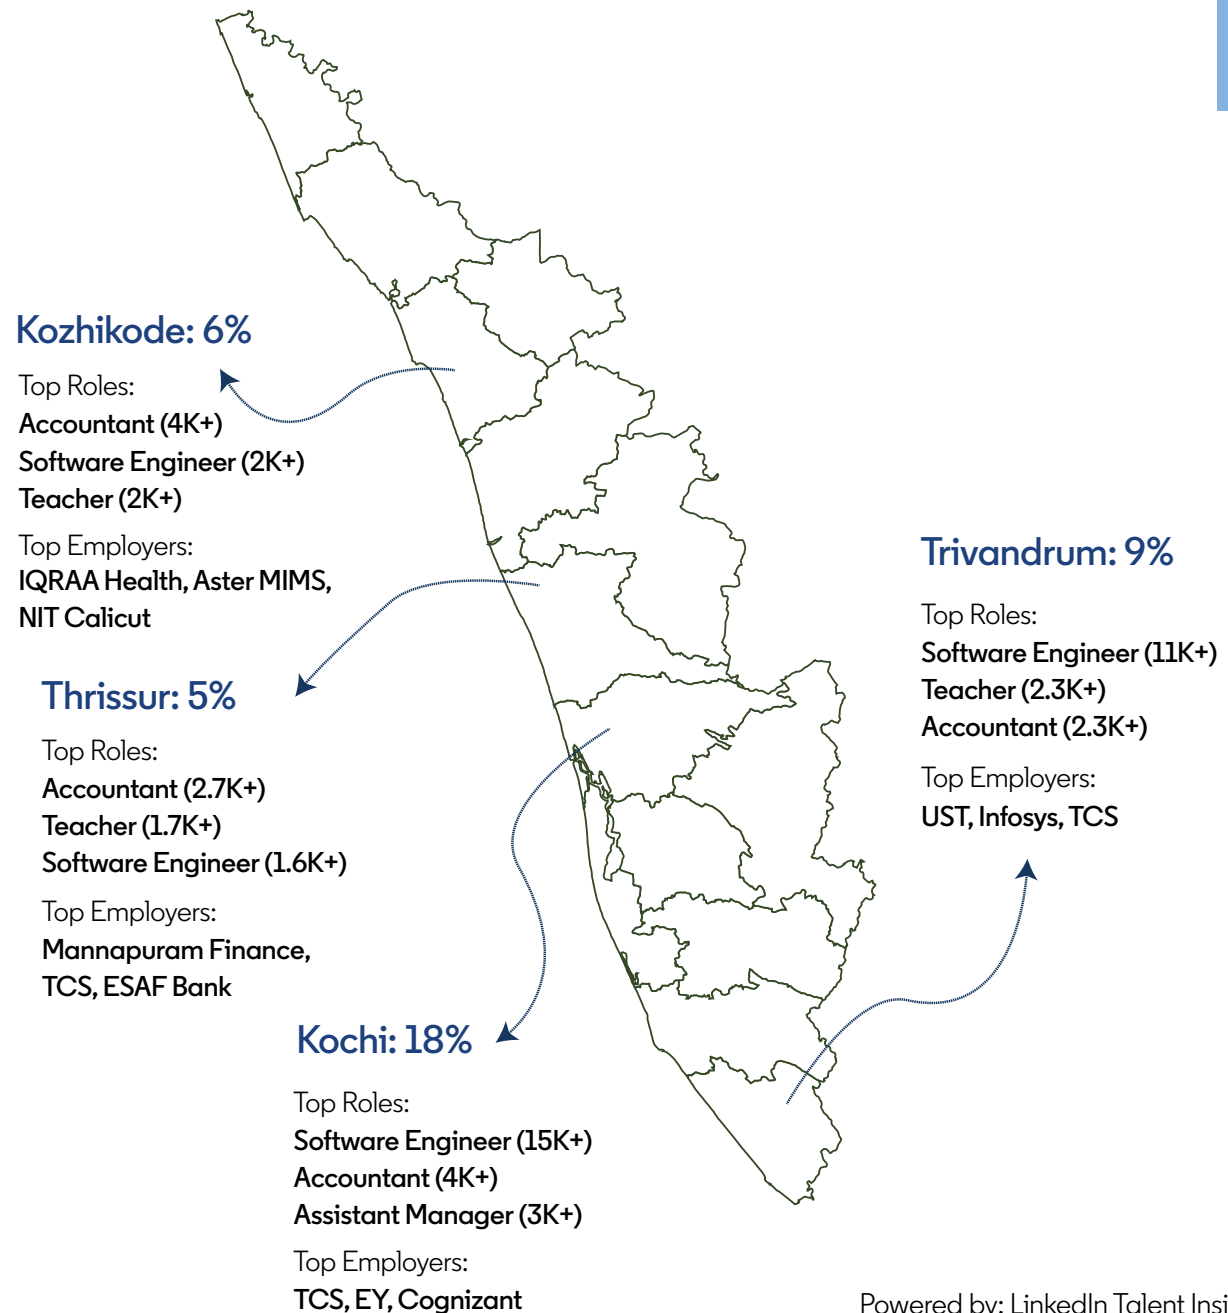 Kozhikode: 6%
Top Roles:
Accountant (4K+)
Software Engineer (2K+)
Teacher (2K+)
Top Employers:
IQRAA Health, Aster MIMS,
NIT Calicut
Thrissur: 5%
Top Roles:
Accountant (2.7K+)
Teacher (1.7K+)
Software Engineer (1.6K+)
Top Employers:
Mannapuram Finance,
TCS, ESAF Bank
Kochi: 18%
Top Roles:
Software Engineer (15K+)
Accountant (4K+)
Assistant Manager (3K+)
Top Employers:
TCS, EY, Cognizant
Trivandrum: 9%
Top Roles:
Software Engineer (11K+)
Teacher (2.3K+)
Accountant (2.3K+)
Top Employers:
UST, Infosys, TCS
Powered by: LinkedIn Talent